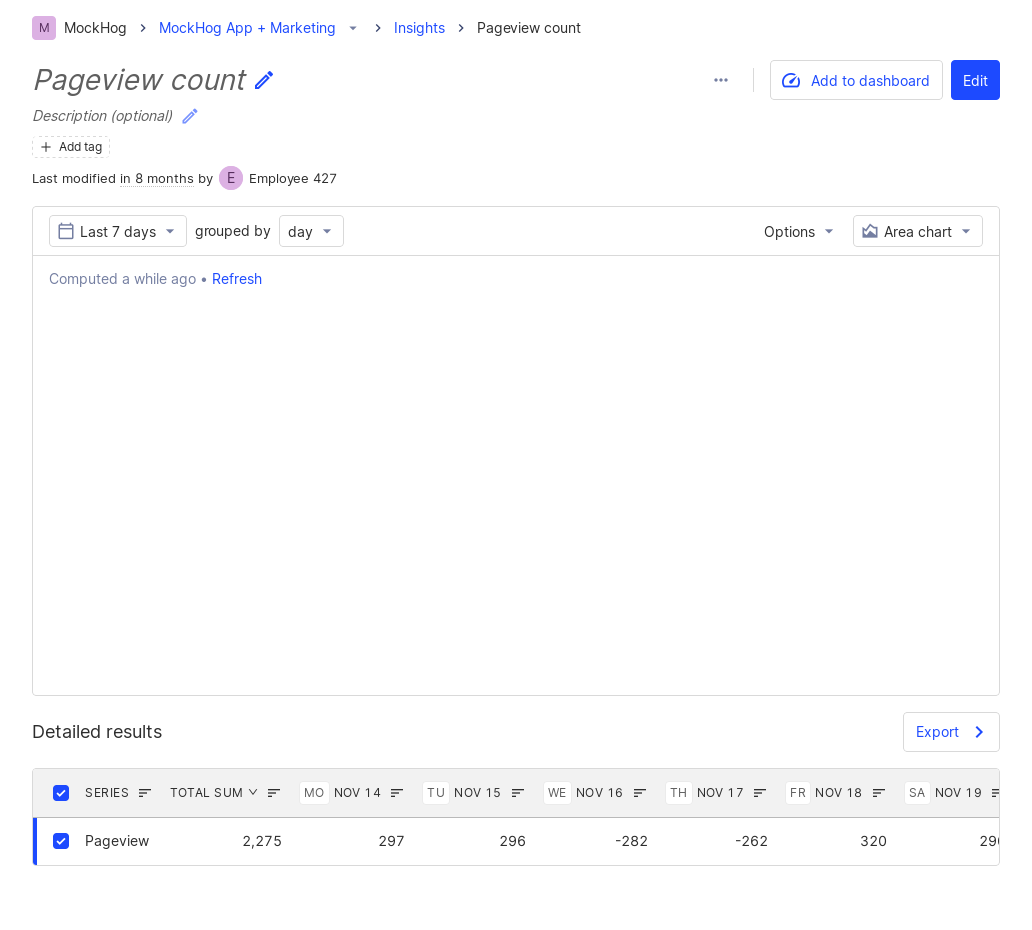 M MockHog MockHog App + Marketing Insights Pageview count
Pageview count
Add to dashboard Edit
Description (optional)
Add tag
Last modified in 8 months by E Employee 427
Last 7 days grouped by day Options Area chart
Computed a while ago • Refresh
Detailed results
Export
SERIES TOTAL SUM MO NOV 14 TU NOV 15 WE NOV 16 TH NOV 17 FR NOV 18 SA NOV 19
Pageview 2,275 297 296 -282 -262 320